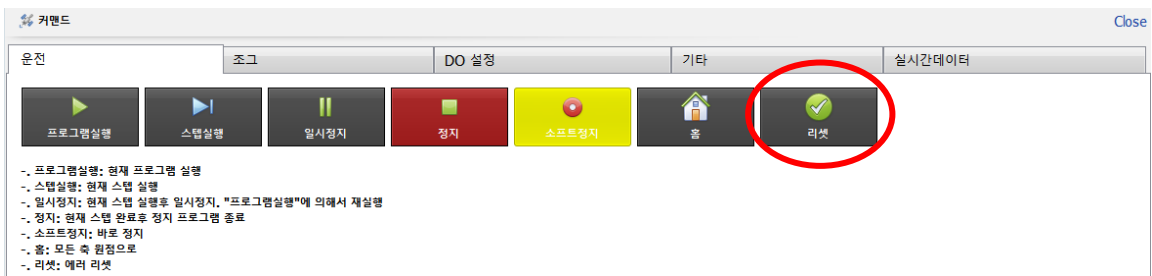 커맨드
Close
운전
조그
DO 설정
기타
실시간데이터
프로그램실행
스텝실행
일시정지
정지
소프트정지
홈
리셋
-. 프로그램실행: 현재 프로그램 실행
-. 스텝실행: 현재 스텝 실행
-. 일시정지: 현재 스텝 실행후 일시정지. "프로그램실행"에 의해서 재실행
-. 정지: 현재 스텝 완료후 정지 프로그램 종료
-. 소프트정지: 바로 정지
-. 홈: 모든 축 원점으로
-. 리셋: 에러 리셋